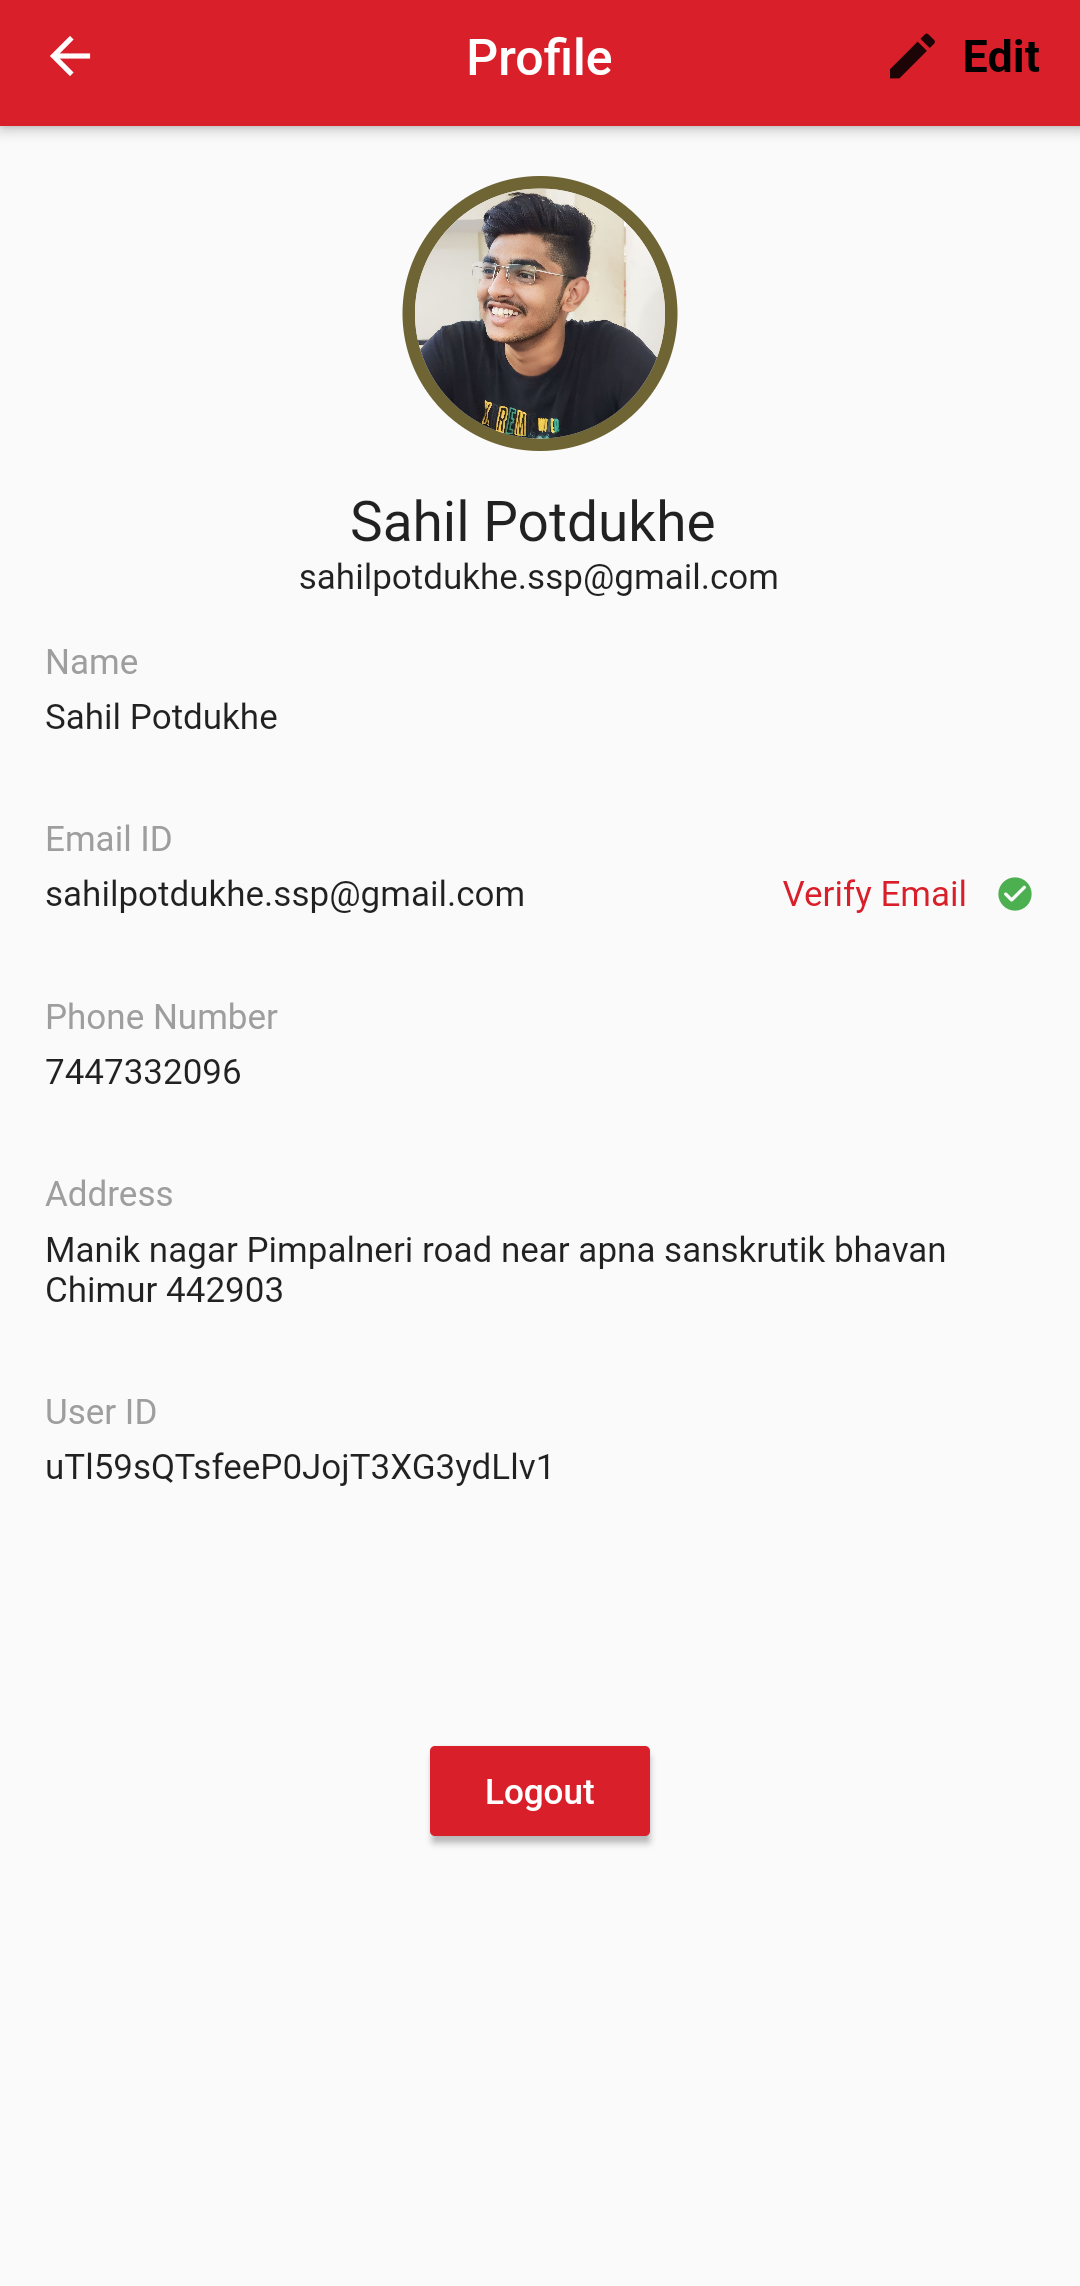 Profile
Edit
Sahil Potdukhe
sahilpotdukhe.ssp@gmail.com
Name
Sahil Potdukhe
Email ID
sahilpotdukhe.ssp@gmail.com Verify Email
Phone Number
7447332096
Address
Manik nagar Pimpalneri road near apna sanskrutik bhavan
Chimur 442903
User ID
uTl59sQTsfeeP0JojT3XG3ydLlv1
Logout